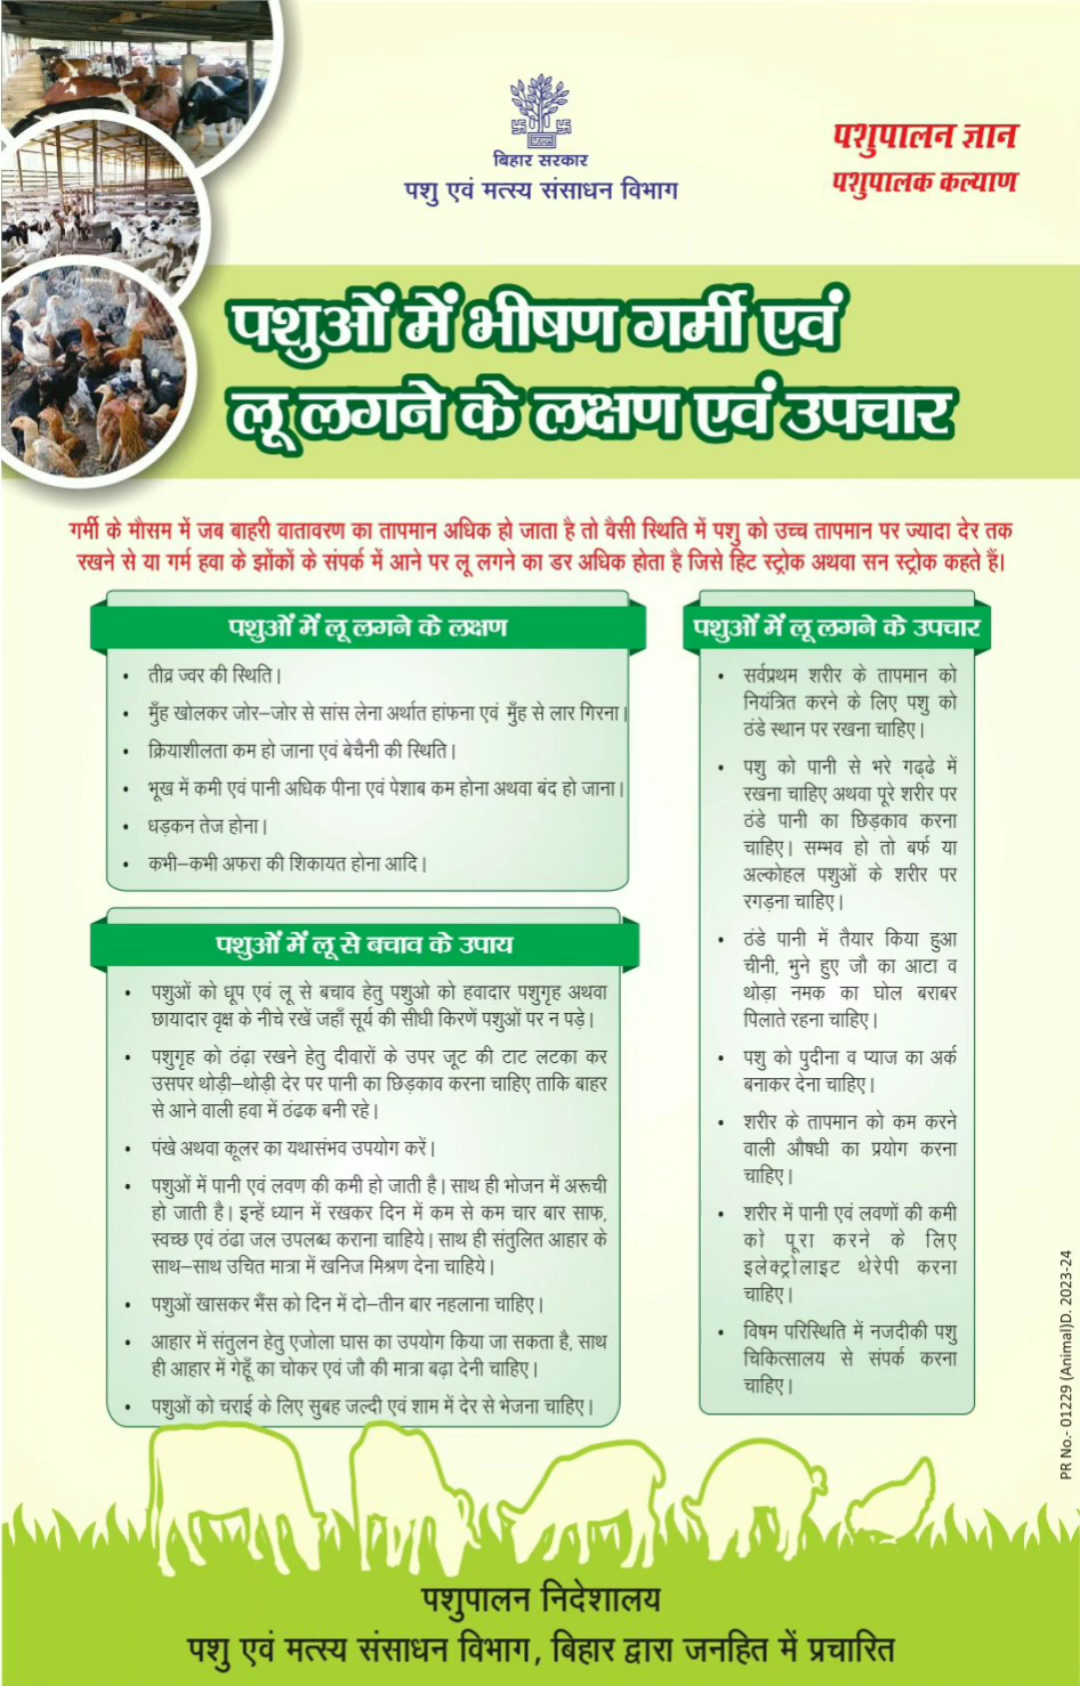 बिहार सरकार
पशु एवं मत्स्य संसाधन विभाग
पशुपालन ज्ञान
पशुपालक कल्याण
पशुओं में भीषण गर्मी एवं
लू लगने के लक्षण एवं उपचार
गर्मी के मौसम में जब बाहरी वातावरण का तापमान अधिक हो जाता है तो वैसी स्थिति में पशु को उच्च तापमान पर ज्यादा देर तक
रखने से या गर्म हवा के झोंकों के संपर्क में आने पर लू लगने का डर अधिक होता है जिसे हिट स्ट्रोक अथवा सन स्ट्रोक कहते हैं।
पशुओं में लू लगने के लक्षण
• तीव्र ज्वर की स्थिति।
• मुँह खोलकर जोर–जोर से सांस लेना अर्थात हांफना एवं मुँह से लार गिरना।
• क्रियाशीलता कम हो जाना एवं बेचैनी की स्थिति।
• भूख में कमी एवं पानी अधिक पीना एवं पेशाब कम होना अथवा बंद हो जाना।
• धड़कन तेज होना।
• कभी–कभी अफरा की शिकायत होना आदि।
पशुओं में लू से बचाव के उपाय
• पशुओं को धूप एवं लू से बचाव हेतु पशुओ को हवादार पशुगृह अथवा
छायादार वृक्ष के नीचे रखें जहाँ सूर्य की सीधी किरणें पशुओं पर न पड़े।
• पशुगृह को ठंढ़ा रखने हेतु दीवारों के उपर जूट की टाट लटका कर
उसपर थोड़ी–थोड़ी देर पर पानी का छिड़काव करना चाहिए ताकि बाहर
से आने वाली हवा में ठंढक बनी रहे।
• पंखे अथवा कूलर का यथासंभव उपयोग करें।
• पशुओं में पानी एवं लवण की कमी हो जाती है। साथ ही भोजन में अरूची
हो जाती है। इन्हें ध्यान में रखकर दिन में कम से कम चार बार साफ,
स्वच्छ एवं ठंढा जल उपलब्ध कराना चाहिये। साथ ही संतुलित आहार के
साथ–साथ उचित मात्रा में खनिज मिश्रण देना चाहिये।
• पशुओं खासकर भैंस को दिन में दो–तीन बार नहलाना चाहिए।
• आहार में संतुलन हेतु एजोला घास का उपयोग किया जा सकता है, साथ
ही आहार में गेहूँ का चोकर एवं जौ की मात्रा बढ़ा देनी चाहिए।
• पशुओं को चराई के लिए सुबह जल्दी एवं शाम में देर से भेजना चाहिए।
पशुओं में लू लगने के उपचार
• सर्वप्रथम शरीर के तापमान को
नियंत्रित करने के लिए पशु को
ठंडे स्थान पर रखना चाहिए।
• पशु को पानी से भरे गढ्ढे में
रखना चाहिए अथवा पूरे शरीर पर
ठंडे पानी का छिड़काव करना
चाहिए। सम्भव हो तो बर्फ या
अल्कोहल पशुओं के शरीर पर
रगड़ना चाहिए।
• ठंडे पानी में तैयार किया हुआ
चीनी, भुने हुए जौ का आटा व
थोड़ा नमक का घोल बराबर
पिलाते रहना चाहिए।
• पशु को पुदीना व प्याज का अर्क
बनाकर देना चाहिए।
• शरीर के तापमान को कम करने
वाली औषधी का प्रयोग करना
चाहिए।
• शरीर में पानी एवं लवणों की कमी
को पूरा करने के लिए
इलेक्ट्रोलाइट थेरेपी करना
चाहिए।
• विषम परिस्थिति में नजदीकी पशु
चिकित्सालय से संपर्क करना
चाहिए।
PR No.- 01229 (Animal)D. 2023-24
पशुपालन निदेशालय
पशु एवं मत्स्य संसाधन विभाग, बिहार द्वारा जनहित में प्रचारित